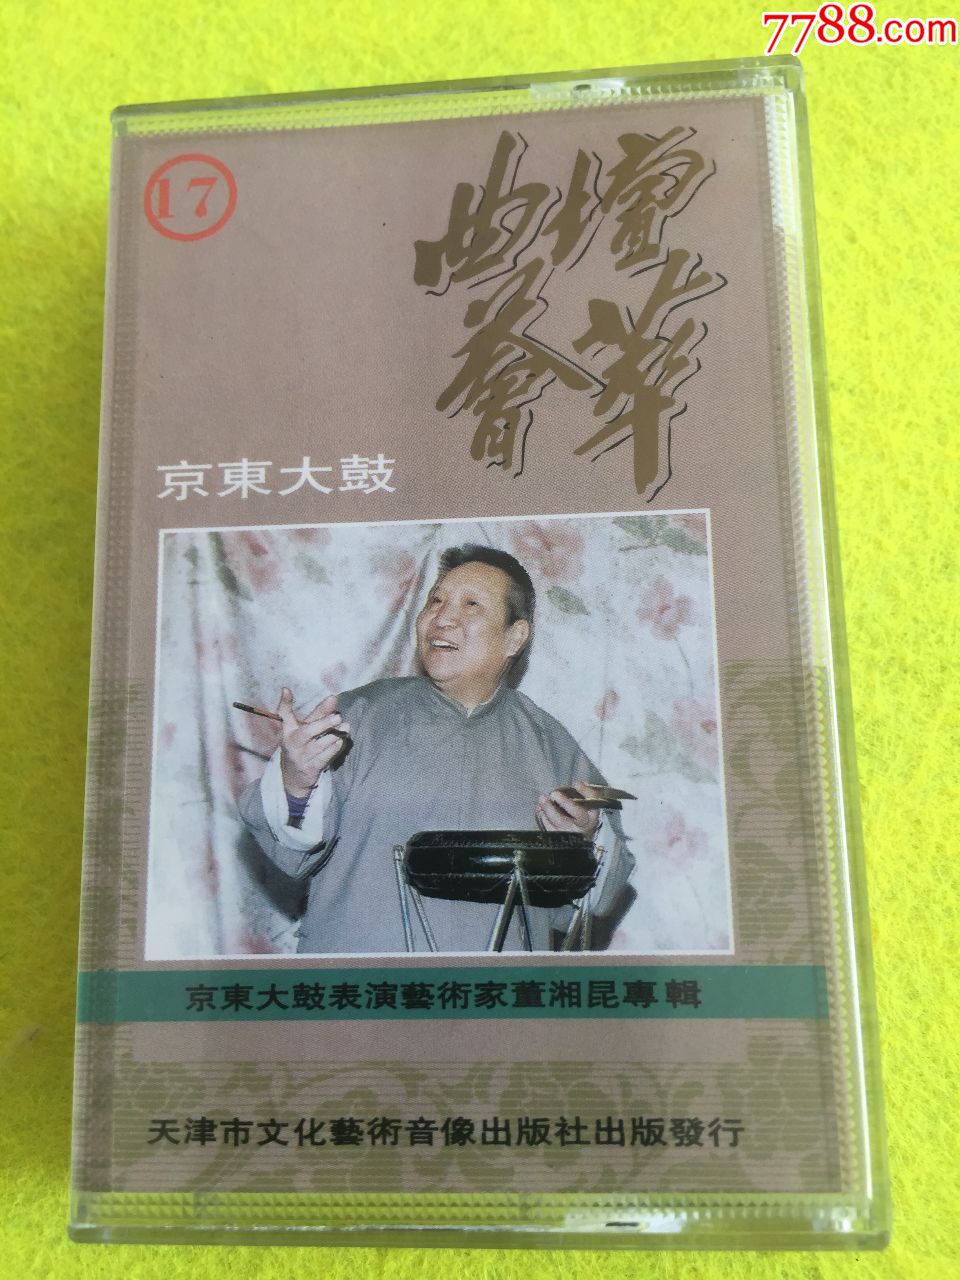 7788.com
17
曲壇
薈萃
京東大鼓
京東大鼓表演藝術家董湘昆專輯
天津市文化藝術音像出版社出版發行